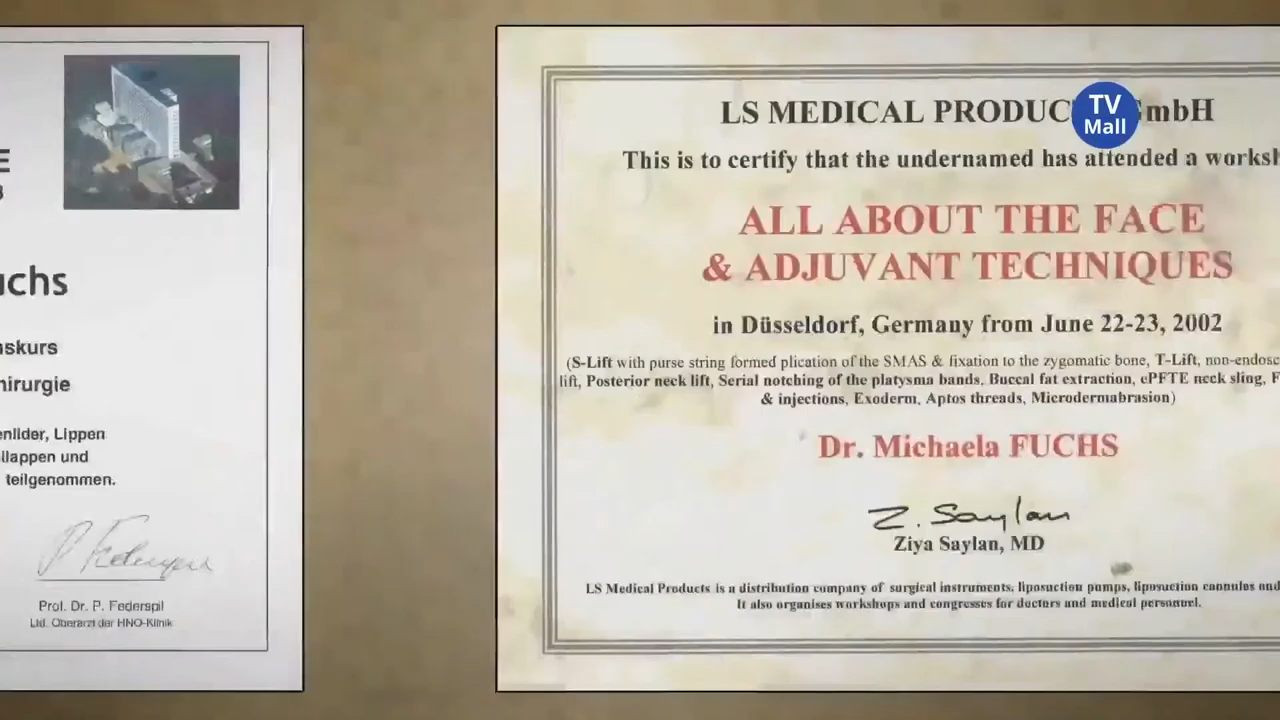 E
3
uchs
nskurs
hirurgie
enlider, Lippen
llappen und
teilgenommen.
P. Federspil
Prof. Dr. P. Federspil
Ltd. Oberarzt der HNO-Klinik
LS MEDICAL PRODUC GmbH
TV
Mall
This is to certify that the undernamed has attended a worksh
ALL ABOUT THE FACE
& ADJUVANT TECHNIQUES
in Düsseldorf, Germany from June 22-23, 2002
(S-Lift with purse string formed plication of the SMAS & fixation to the zygomatic bone, T-Lift, non-endosc
lift, Posterior neck lift, Serial notching of the platysma bands, Buccal fat extraction, ePFTE neck sling, F
& injections, Exoderm, Aptos threads, Microdermabrasion)
Dr. Michaela FUCHS
Z. Saylan
Ziya Saylan, MD
LS Medical Products is a distribution company of surgical instruments, liposuction pumps, liposuction cannulos and
It also organises workshops and congresses for doctors and medical personnel.